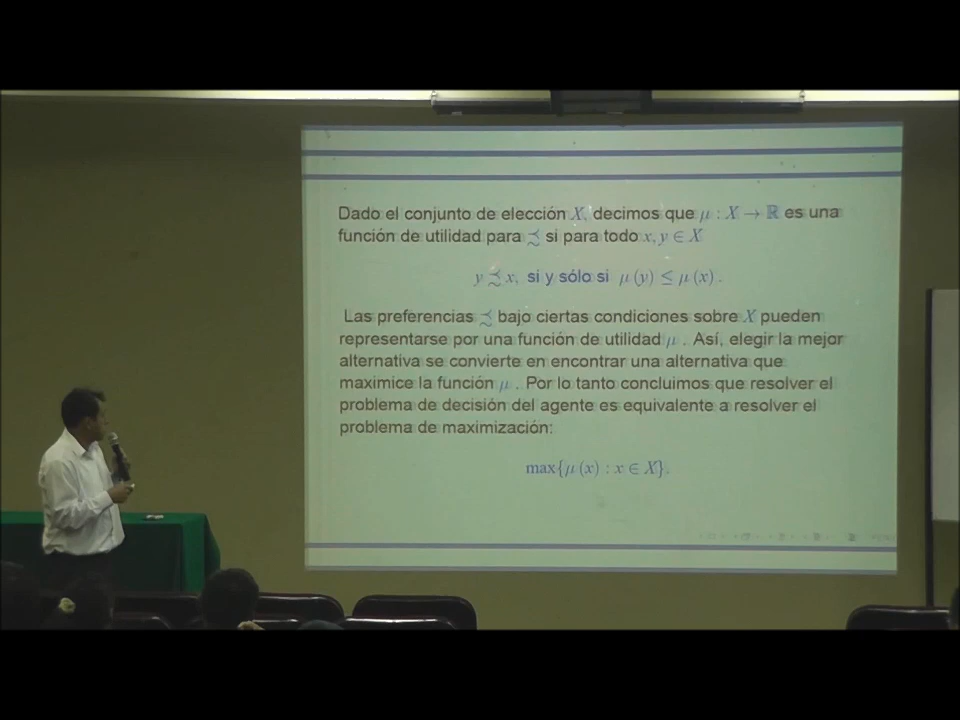 Dado el conjunto de elección X, decimos que μ : X → ℝ es una
función de utilidad para ≾ si para todo x, y ∈ X
y ≾ x, si y sólo si μ (y) ≤ μ (x) .
Las preferencias ≾ bajo ciertas condiciones sobre X pueden
representarse por una función de utilidad μ . Así, elegir la mejor
alternativa se convierte en encontrar una alternativa que
maximice la función μ . Por lo tanto concluimos que resolver el
problema de decisión del agente es equivalente a resolver el
problema de maximización:
max{μ (x) : x ∈ X}.